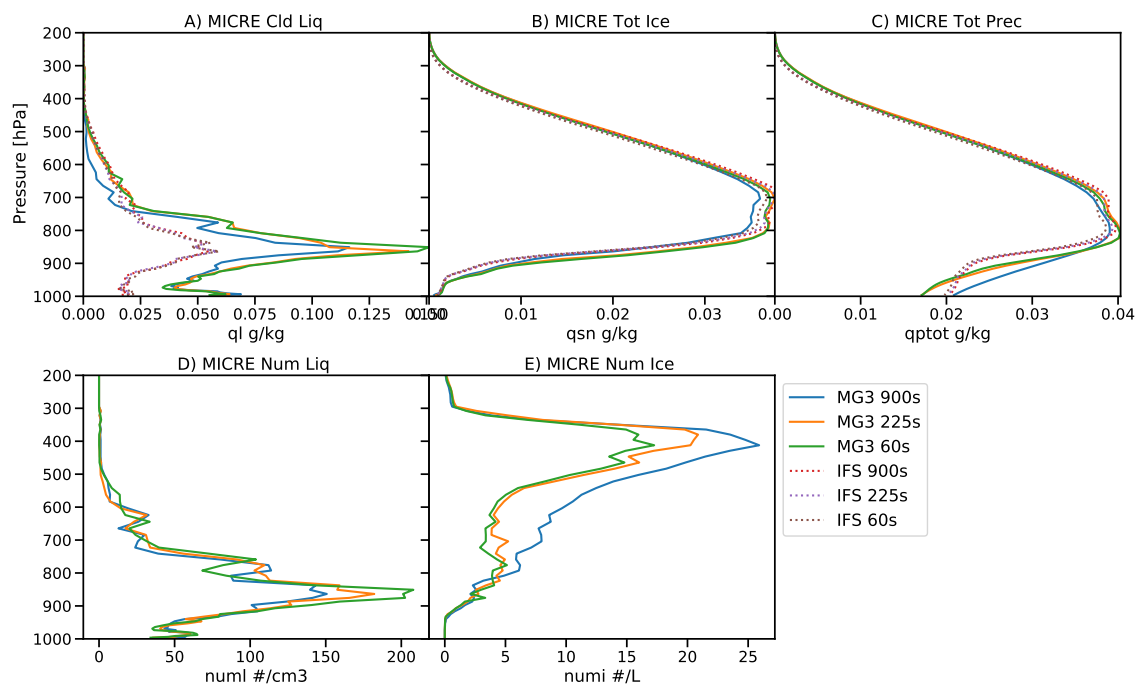 A) MICRE Cld Liq
B) MICRE Tot Ice
C) MICRE Tot Prec
200
300
400
500
600
700
800
900
1000
Pressure [hPa]
0.000
0.025
0.050
0.075
0.100
0.125
0.150
ql g/kg
0.00
0.01
0.02
0.03
qsn g/kg
0.00
0.01
0.02
0.03
0.04
qptot g/kg
D) MICRE Num Liq
E) MICRE Num Ice
200
300
400
500
600
700
800
900
1000
0
50
100
150
200
numl #/cm3
0
5
10
15
20
25
numi #/L
MG3 900s
MG3 225s
MG3 60s
IFS 900s
IFS 225s
IFS 60s